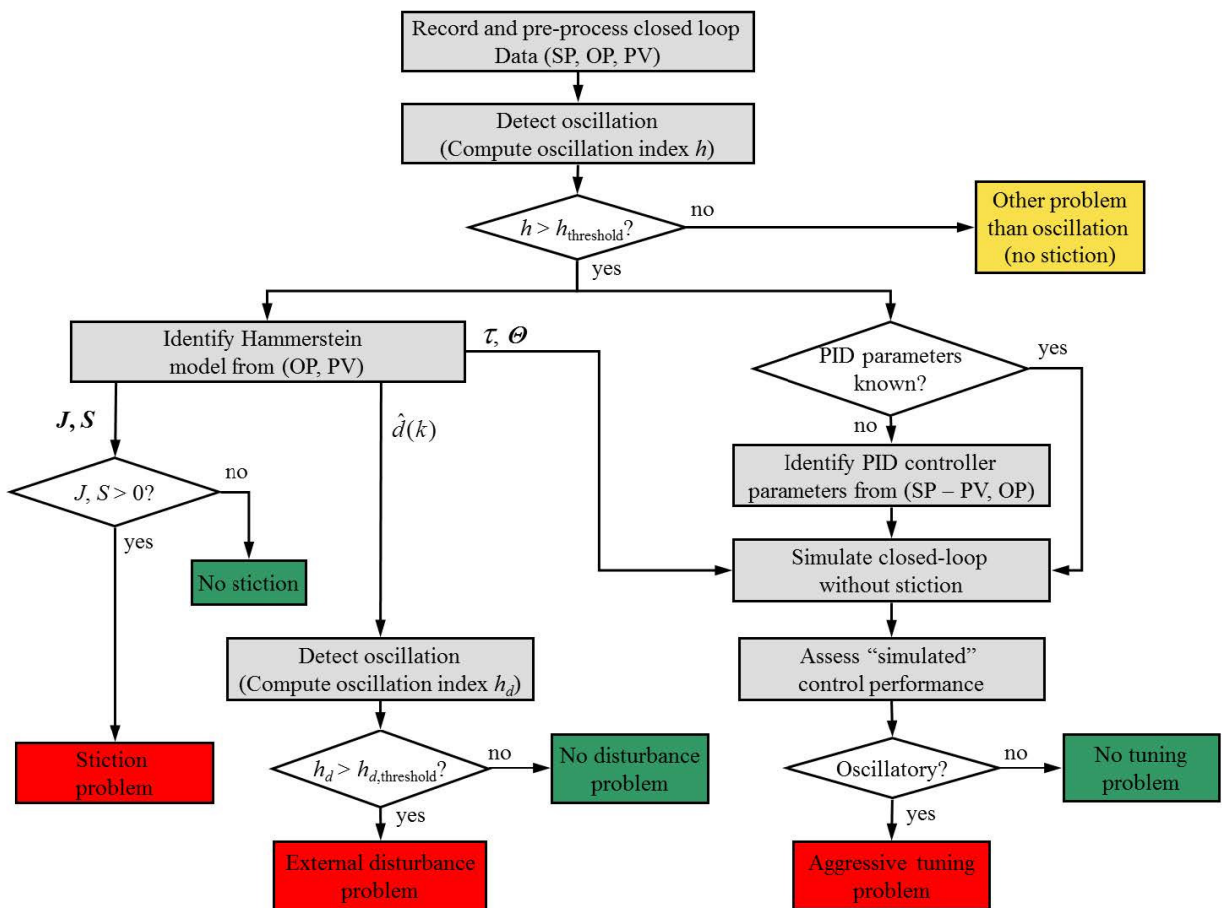 Record and pre-process closed loop
Data (SP, OP, PV)
Detect oscillation
(Compute oscillation index h)
h > h_threshold?
no
Other problem
than oscillation
(no stiction)
yes
Identify Hammerstein
model from (OP, PV)
τ, Θ
PID parameters
known?
yes
no
J, S
d̂(k)
Identify PID controller
parameters from (SP – PV, OP)
J, S > 0?
no
yes
No stiction
Simulate closed-loop
without stiction
Detect oscillation
(Compute oscillation index h_d)
Assess “simulated”
control performance
Stiction
problem
h_d > h_d,threshold?
no
No disturbance
problem
yes
Oscillatory?
no
No tuning
problem
yes
External disturbance
problem
Aggressive tuning
problem